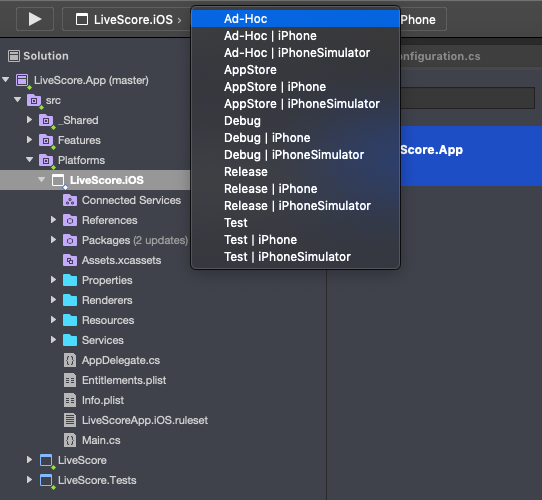 LiveScore.iOS ›
Phone
Solution
onfiguration.cs
Ad-Hoc
Ad-Hoc | iPhone
Ad-Hoc | iPhoneSimulator
AppStore
AppStore | iPhone
AppStore | iPhoneSimulator
Debug
Debug | iPhone
Debug | iPhoneSimulator
Release
Release | iPhone
Release | iPhoneSimulator
Test
Test | iPhone
Test | iPhoneSimulator
Score.App
LiveScore.App (master)
src
_Shared
Features
Platforms
LiveScore.iOS
Connected Services
References
Packages (2 updates)
Assets.xcassets
Properties
Renderers
Resources
Services
AppDelegate.cs
Entitlements.plist
Info.plist
LiveScoreApp.iOS.ruleset
Main.cs
LiveScore
LiveScore.Tests